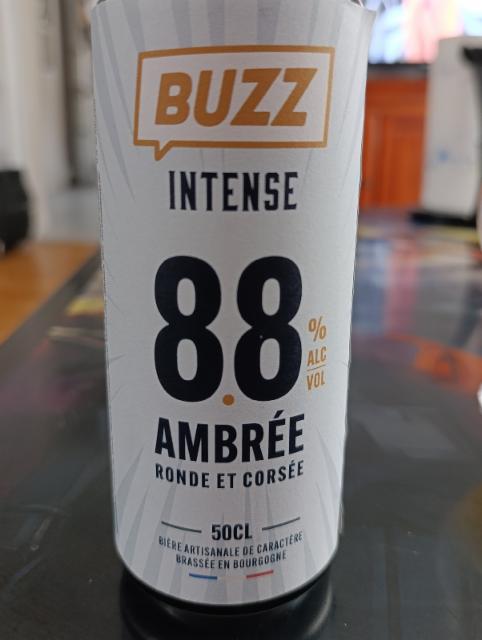 BUZZ
INTENSE
8.8
%
ALC
VOL
AMBRÉE
RONDE ET CORSÉE
50CL
BIÈRE ARTISANALE DE CARACTÈRE
BRASSÉE EN BOURGOGNE